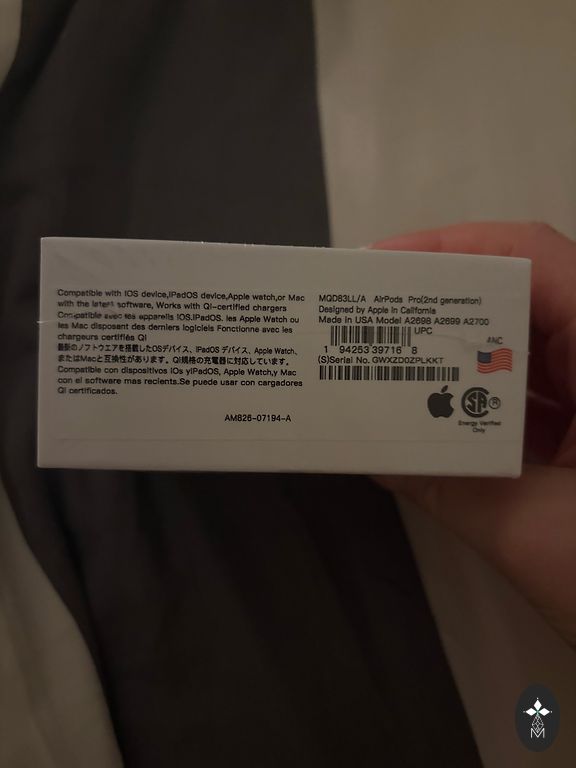 Compatible with iOS device,iPadOS device,Apple watch,or Mac
with the latest software, Works with Qi-certified chargers
Compatible avec les appareils iOS.iPadOS. les Apple Watch ou
les Mac disposant des derniers logiciels Fonctionne avec les
chargeurs certifiés QI
最新のノフトウエアを搭載したOSデバイス、iPadOS デバイス、Apple Watch、
またはMacと互換性があります。Qi規格の充電器に対応しています。
Compatible con dispositivos iOs yiPadOS, Apple Watch,y Mac
con el software mas recients.Se puede usar con cargadores
Qi certificados.
AM826-07194-A
MQD83LL/A AirPods Pro(2nd generation)
Designed by Apple in California
Made in USA Model A2698 A2699 A2700
UPC
1 94253 39716 8
ANC
(S)Serial No. GWXZD0ZPLKKT
SA ®
Energy Verified
Only
M